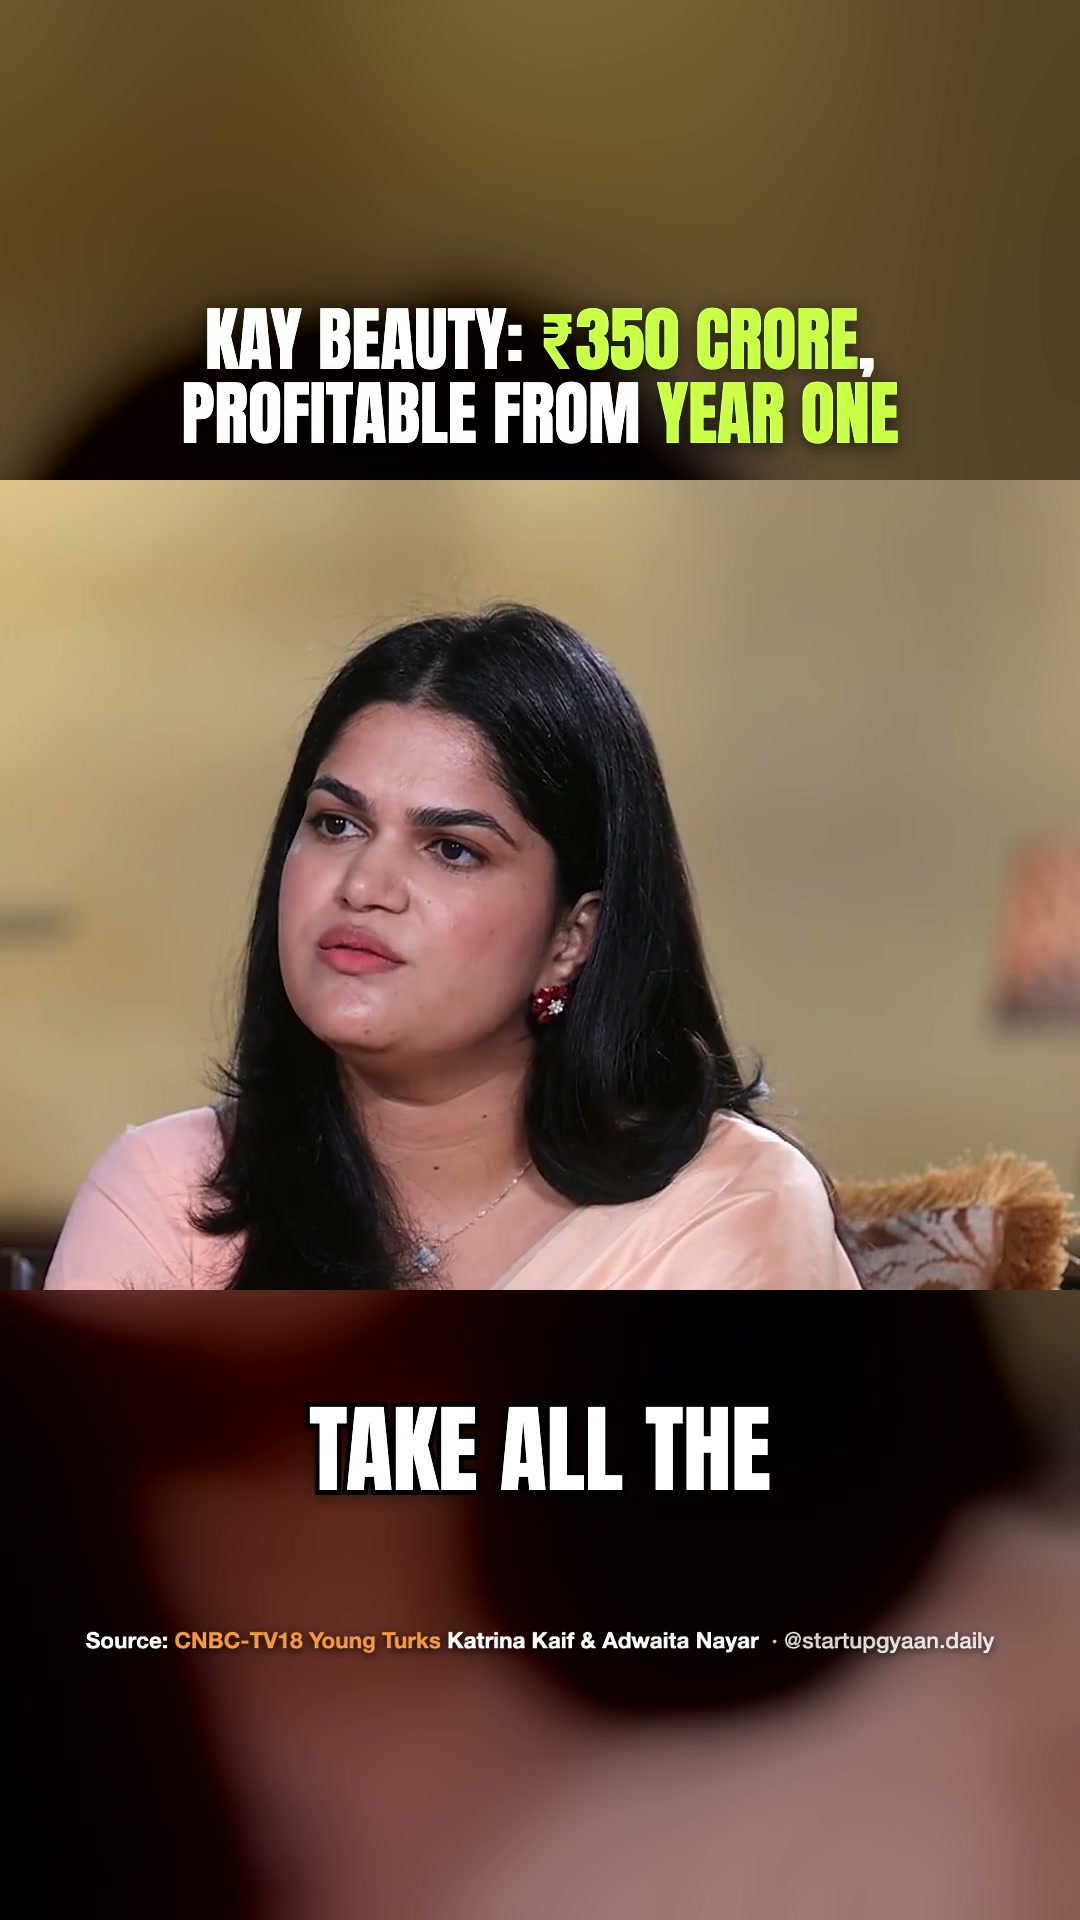 KAY BEAUTY: ₹350 CRORE,
PROFITABLE FROM YEAR ONE
TAKE ALL THE
Source: CNBC-TV18 Young Turks Katrina Kaif & Adwaita Nayar · @startupgyaan.daily